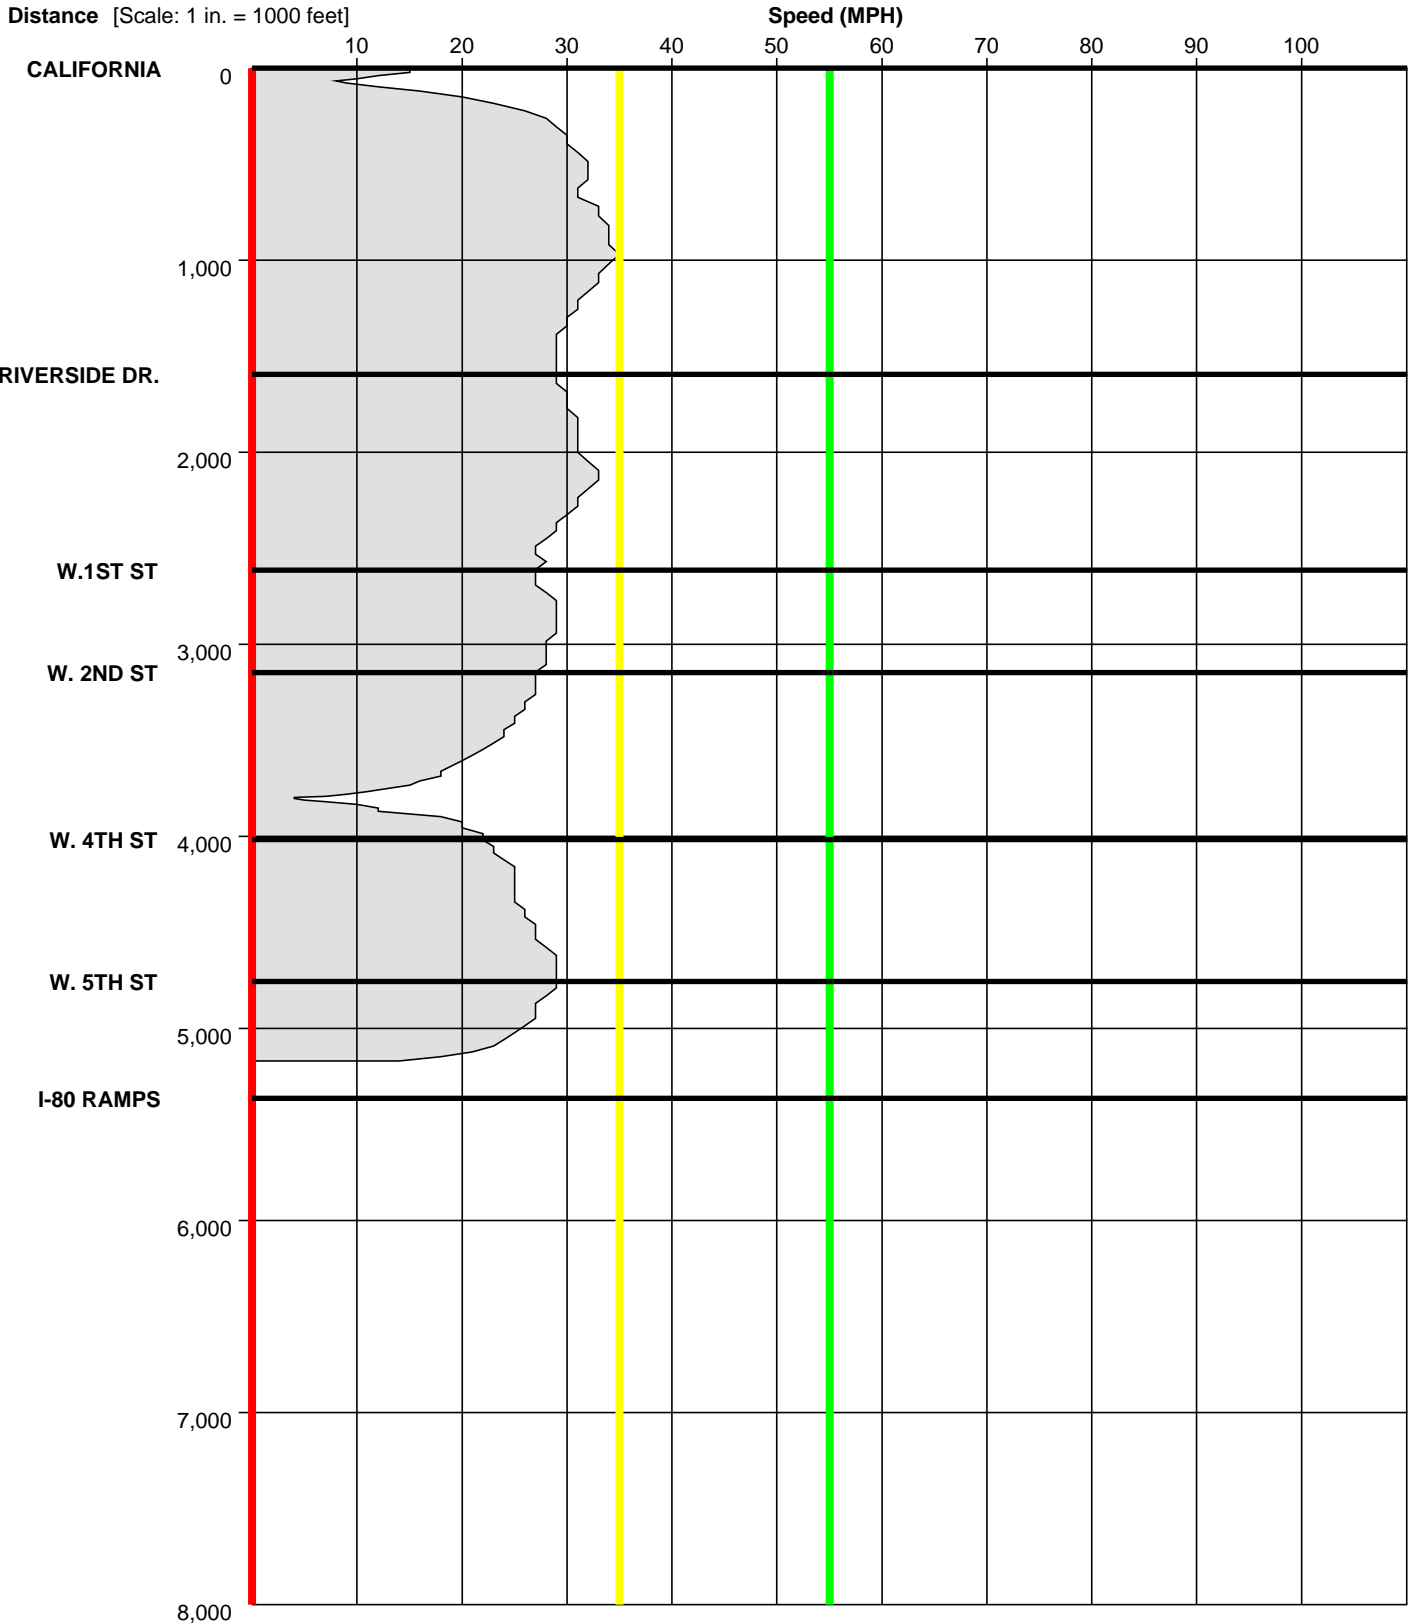 Distance [Scale: 1 in. = 1000 feet] Speed (MPH)
10 20 30 40 50 60 70 80 90 100
CALIFORNIA 0
1,000
RIVERSIDE DR.
2,000
W.1ST ST
3,000
W. 2ND ST
W. 4TH ST 4,000
W. 5TH ST
5,000
I-80 RAMPS
6,000
7,000
8,000